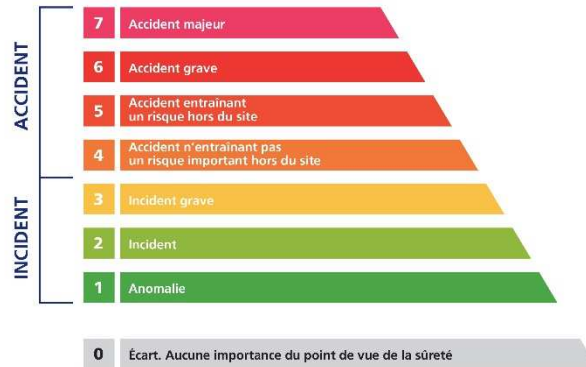 ACCIDENT
7 Accident majeur
6 Accident grave
5 Accident entraînant
un risque hors du site
4 Accident n'entraînant pas
un risque important hors du site
INCIDENT
3 Incident grave
2 Incident
1 Anomalie
0 Écart. Aucune importance du point de vue de la sûreté